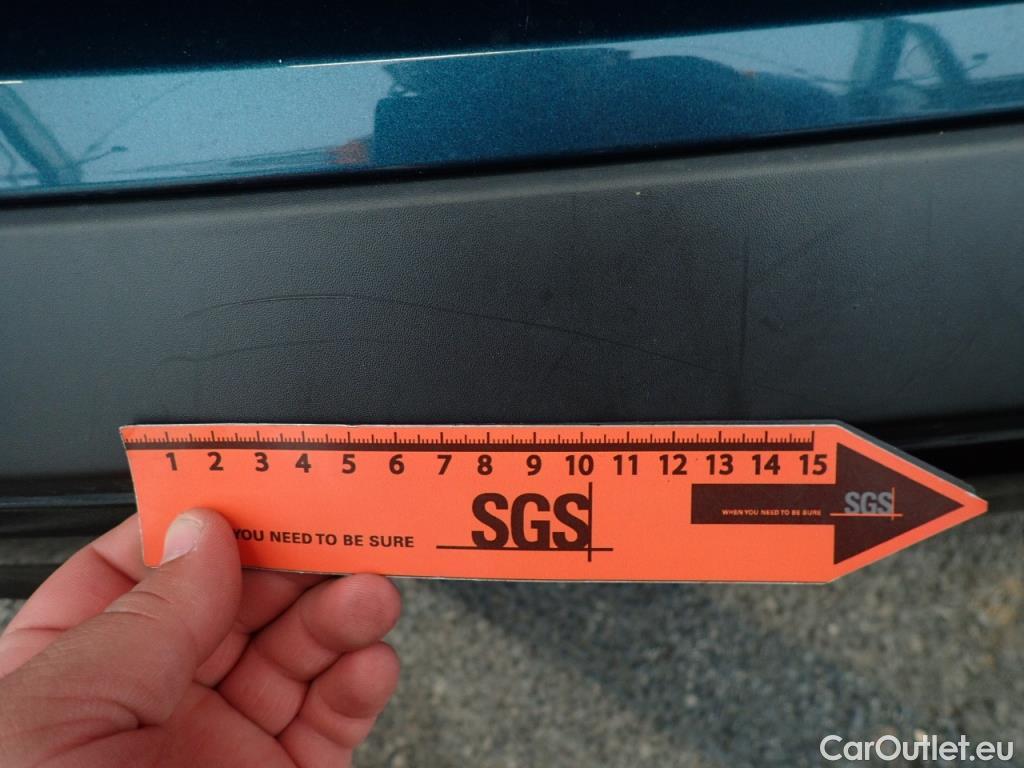 1 2 3 4 5 6 7 8 9 10 11 12 13 14 15
SGS
YOU NEED TO BE SURE
WHEN YOU NEED TO BE SURE
SGS
CarOutlet.eu